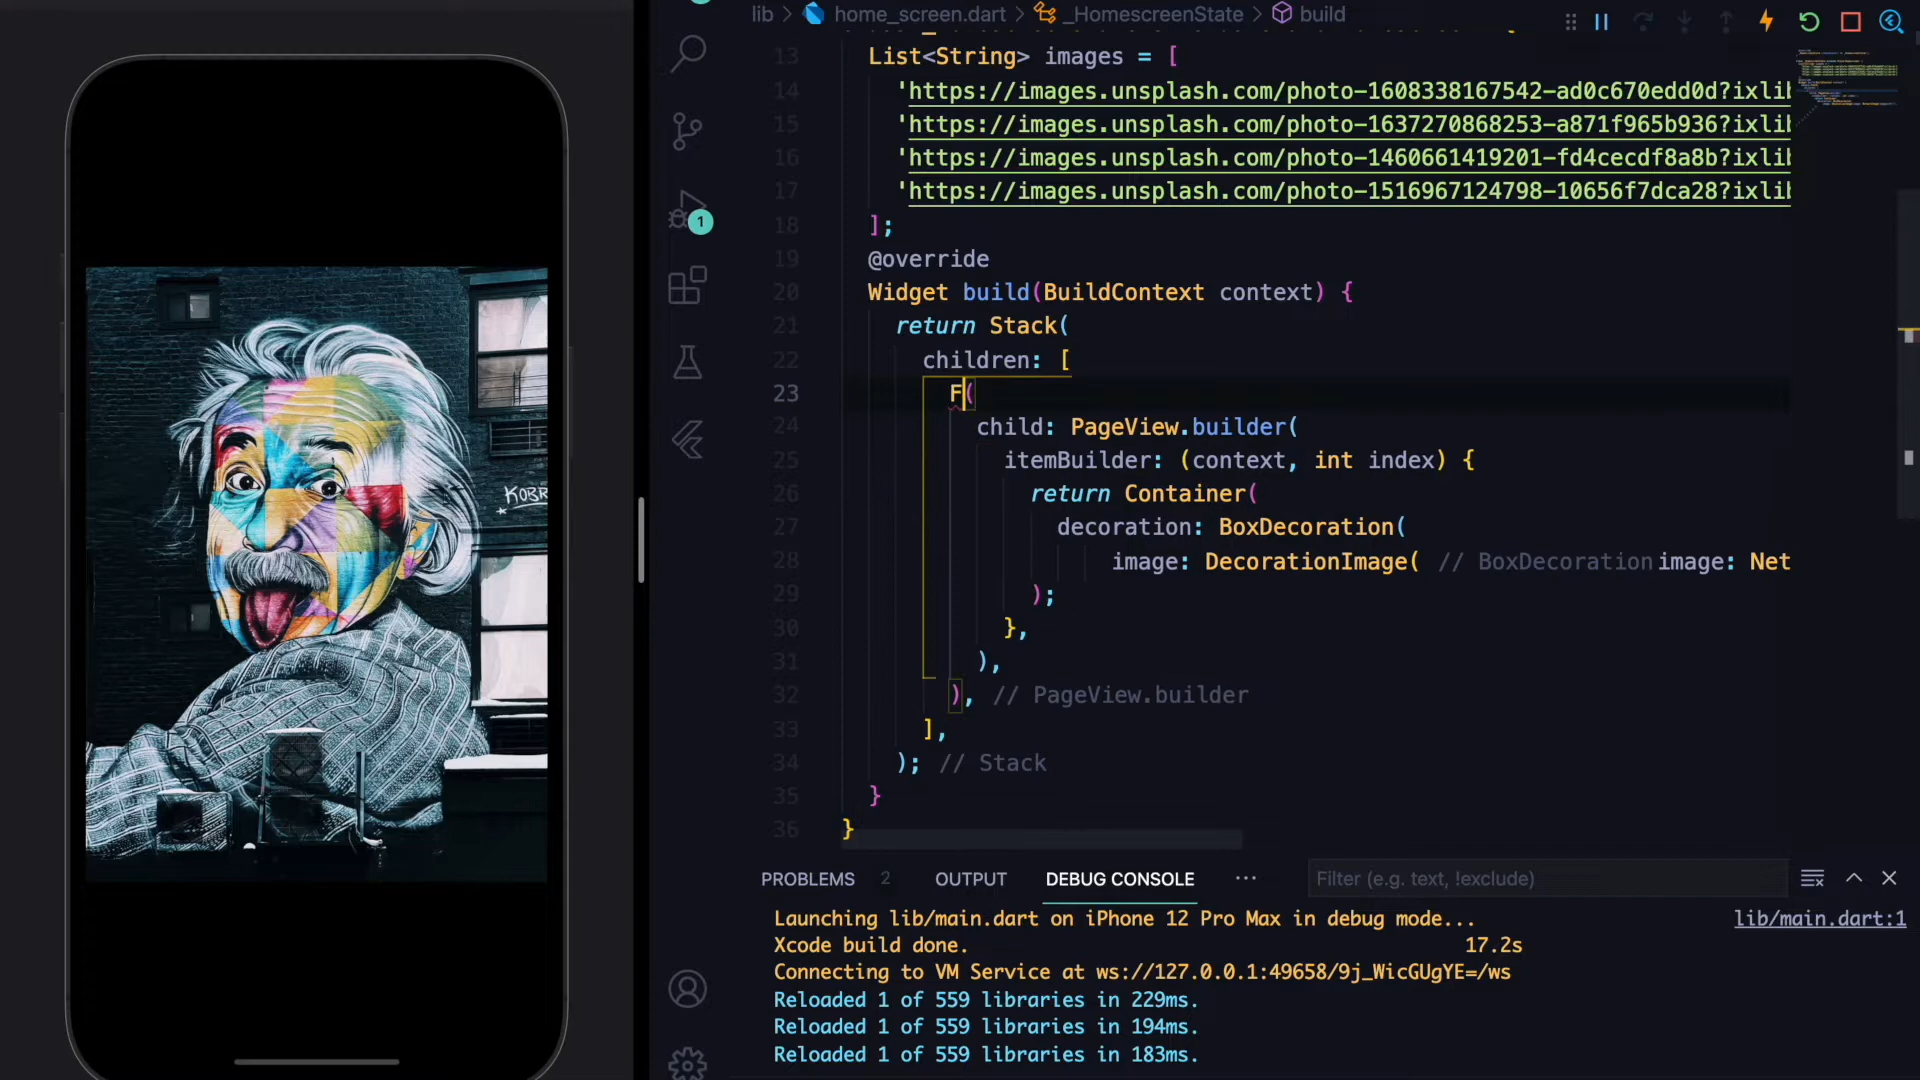 lib > home_screen.dart > _HomescreenState > build
13 List<String> images = [
14 'https://images.unsplash.com/photo-1608338167542-ad0c670edd0d?ixlib
15 'https://images.unsplash.com/photo-1637270868253-a871f965b936?ixlib
16 'https://images.unsplash.com/photo-1460661419201-fd4cecdf8a8b?ixlib
17 'https://images.unsplash.com/photo-1516967124798-10656f7dca28?ixlib
18 ];
19 @override
20 Widget build(BuildContext context) {
21 return Stack(
22 children: [
23 F(
24 child: PageView.builder(
25 itemBuilder: (context, int index) {
26 return Container(
27 decoration: BoxDecoration(
28 image: DecorationImage( // BoxDecoration image: Net
29 );
30 },
31 ),
32 ), // PageView.builder
33 ],
34 ); // Stack
35 }
36 }
1
KOBR
PROBLEMS 2 OUTPUT DEBUG CONSOLE ... Filter (e.g. text, !exclude)
Launching lib/main.dart on iPhone 12 Pro Max in debug mode... lib/main.dart:1
Xcode build done. 17.2s
Connecting to VM Service at ws://127.0.0.1:49658/9j_WicGUgYE=/ws
Reloaded 1 of 559 libraries in 229ms.
Reloaded 1 of 559 libraries in 194ms.
Reloaded 1 of 559 libraries in 183ms.